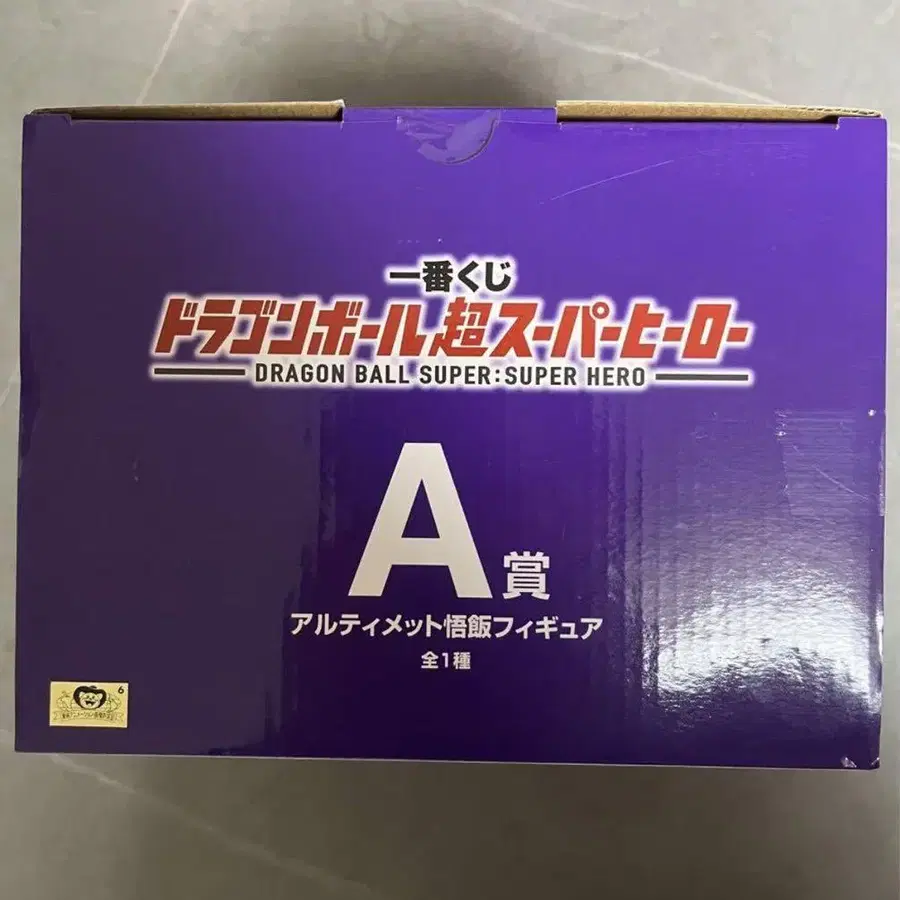 一番くじ
ドラゴンボール超スーパーヒーロー
DRAGON BALL SUPER:SUPER HERO
A賞
アルティメット悟飯フィギュア
全1種
6